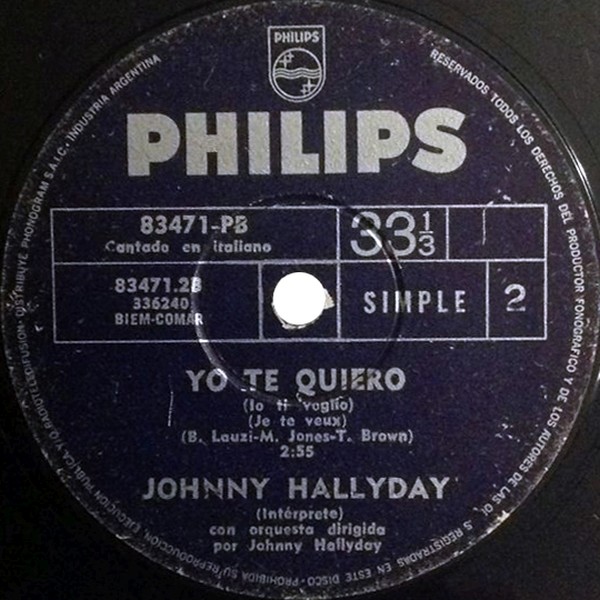 PHILIPS
PHILIPS
83471-PB
Cantado en italiano
33 1/3
83471.2B
336240
BIEM-COMAR
SIMPLE
2
YO TE QUIERO
(Io ti voglio)
(Je te veux)
(B. Lauzi-M. Jones-T. Brown)
2:55
JOHNNY HALLYDAY
(Intérprete)
con orquesta dirigida
por Johnny Hallyday
RESERVADOS TODOS LOS DERECHOS DEL PRODUCTOR FONOGRAFICO Y DE LOS AUTORES DE LAS OBRAS REGISTRADAS EN ESTE DISCO · PROHIBIDA SU REPRODUCCION, EJECUCION PUBLICA, Y/O RADIOTELEDIFUSION · DISTRIBUYE PHONOGRAM S.A.I.C. · INDUSTRIA ARGENTINA